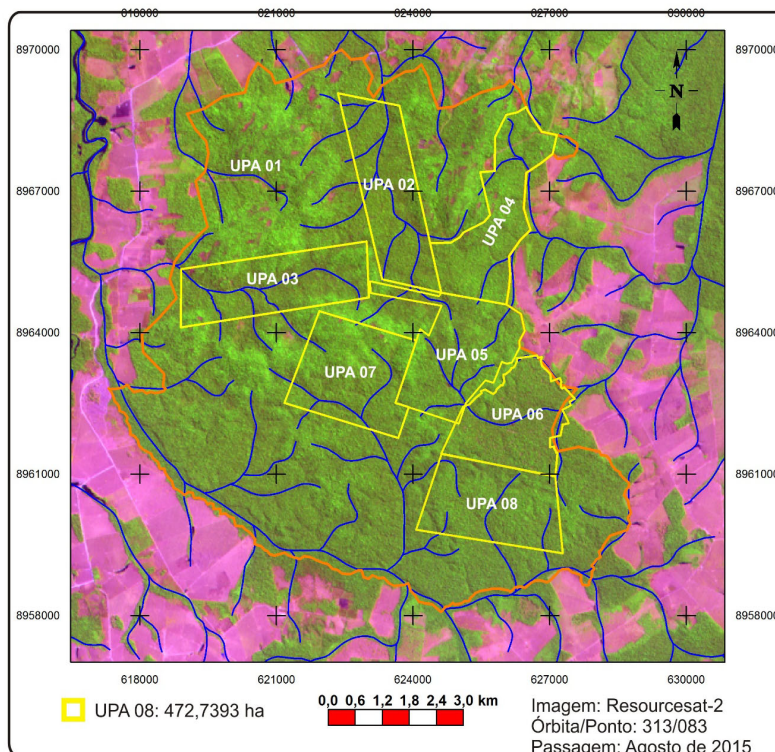 618000 621000 624000 627000 630000
8970000 8970000
N
UPA 01
UPA 02
8967000 8967000
UPA 04
UPA 03
8964000 8964000
UPA 05
UPA 07
UPA 06
8961000 8961000
UPA 08
8958000 8958000
618000 621000 624000 627000 630000
UPA 08: 472,7393 ha
0,0 0,6 1,2 1,8 2,4 3,0 km
Imagem: Resourcesat-2
Órbita/Ponto: 313/083
Passagem: Agosto de 2015